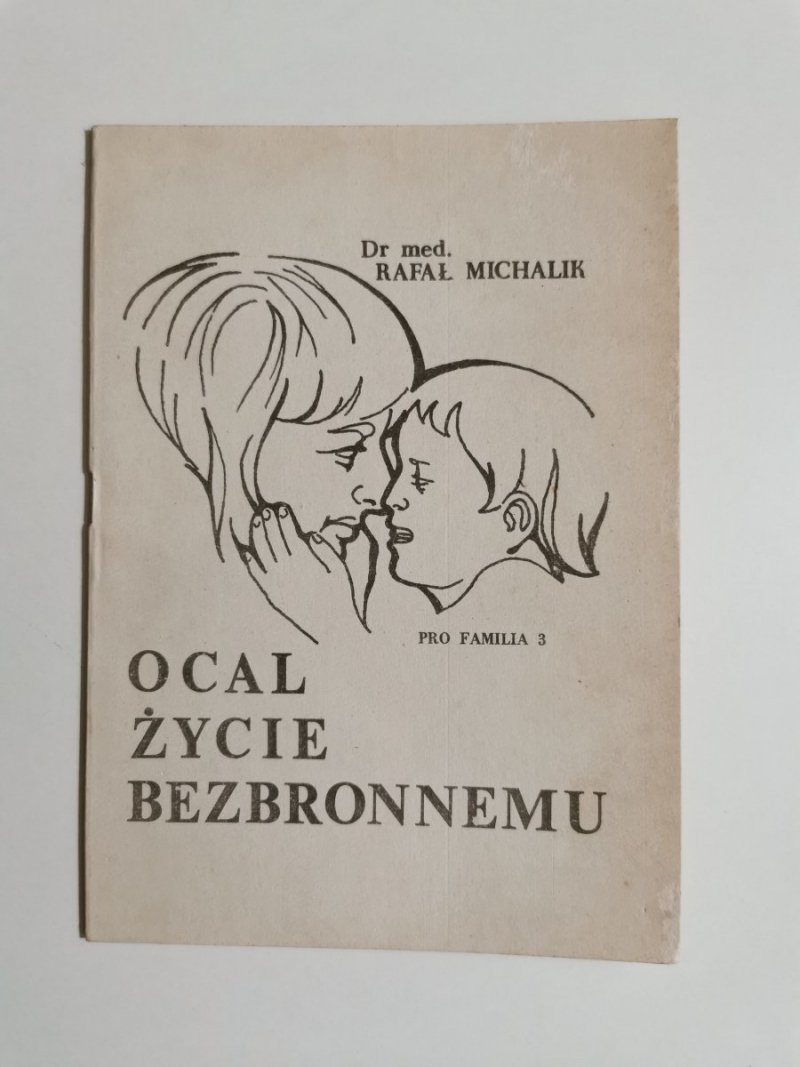 Dr med.
RAFAŁ MICHALIK
PRO FAMILIA 3
OCAL
ŻYCIE
BEZBRONNEMU